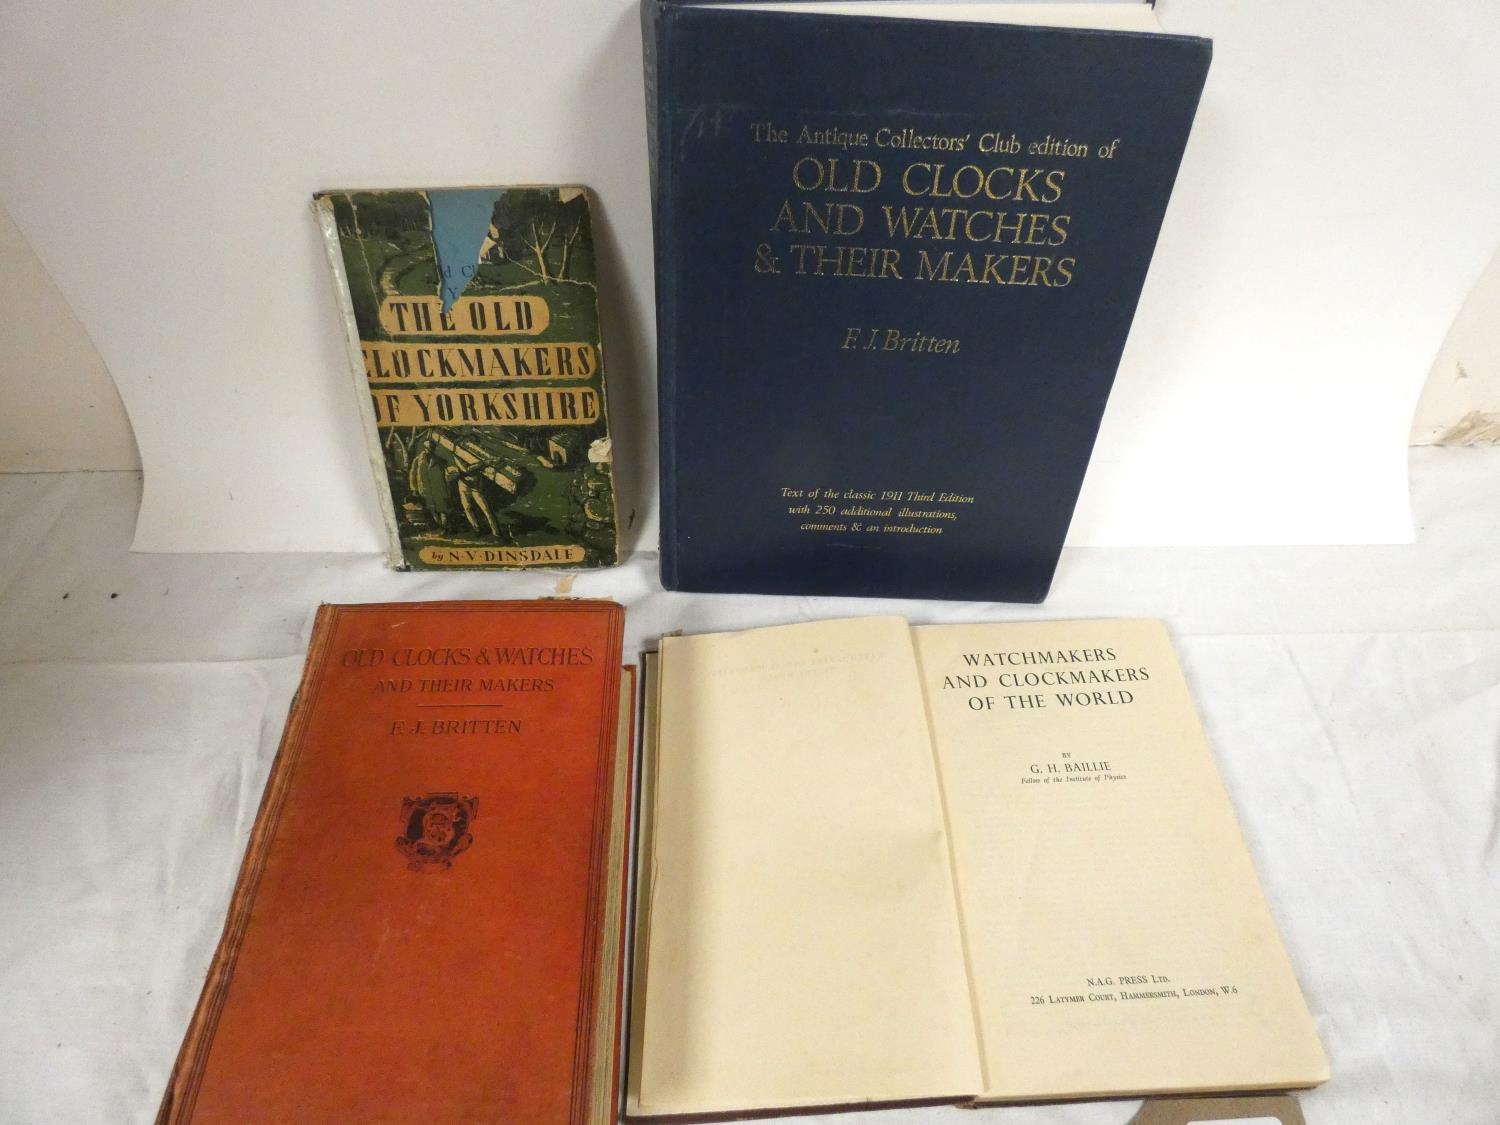 THE OLD
CLOCKMAKERS
OF YORKSHIRE
by N·V·DINSDALE
The Antique Collectors' Club edition of
OLD CLOCKS
AND WATCHES
& THEIR MAKERS
F. J. Britten
Text of the classic 1911 Third Edition
with 250 additional illustrations,
comments & an introduction
OLD CLOCKS & WATCHES
AND THEIR MAKERS
F. J. BRITTEN
WATCHMAKERS
AND CLOCKMAKERS
OF THE WORLD
BY
G. H. BAILLIE
Fellow of the Institute of Physics
N.A.G. PRESS LTD.
226 LATYMER COURT, HAMMERSMITH, LONDON, W.6